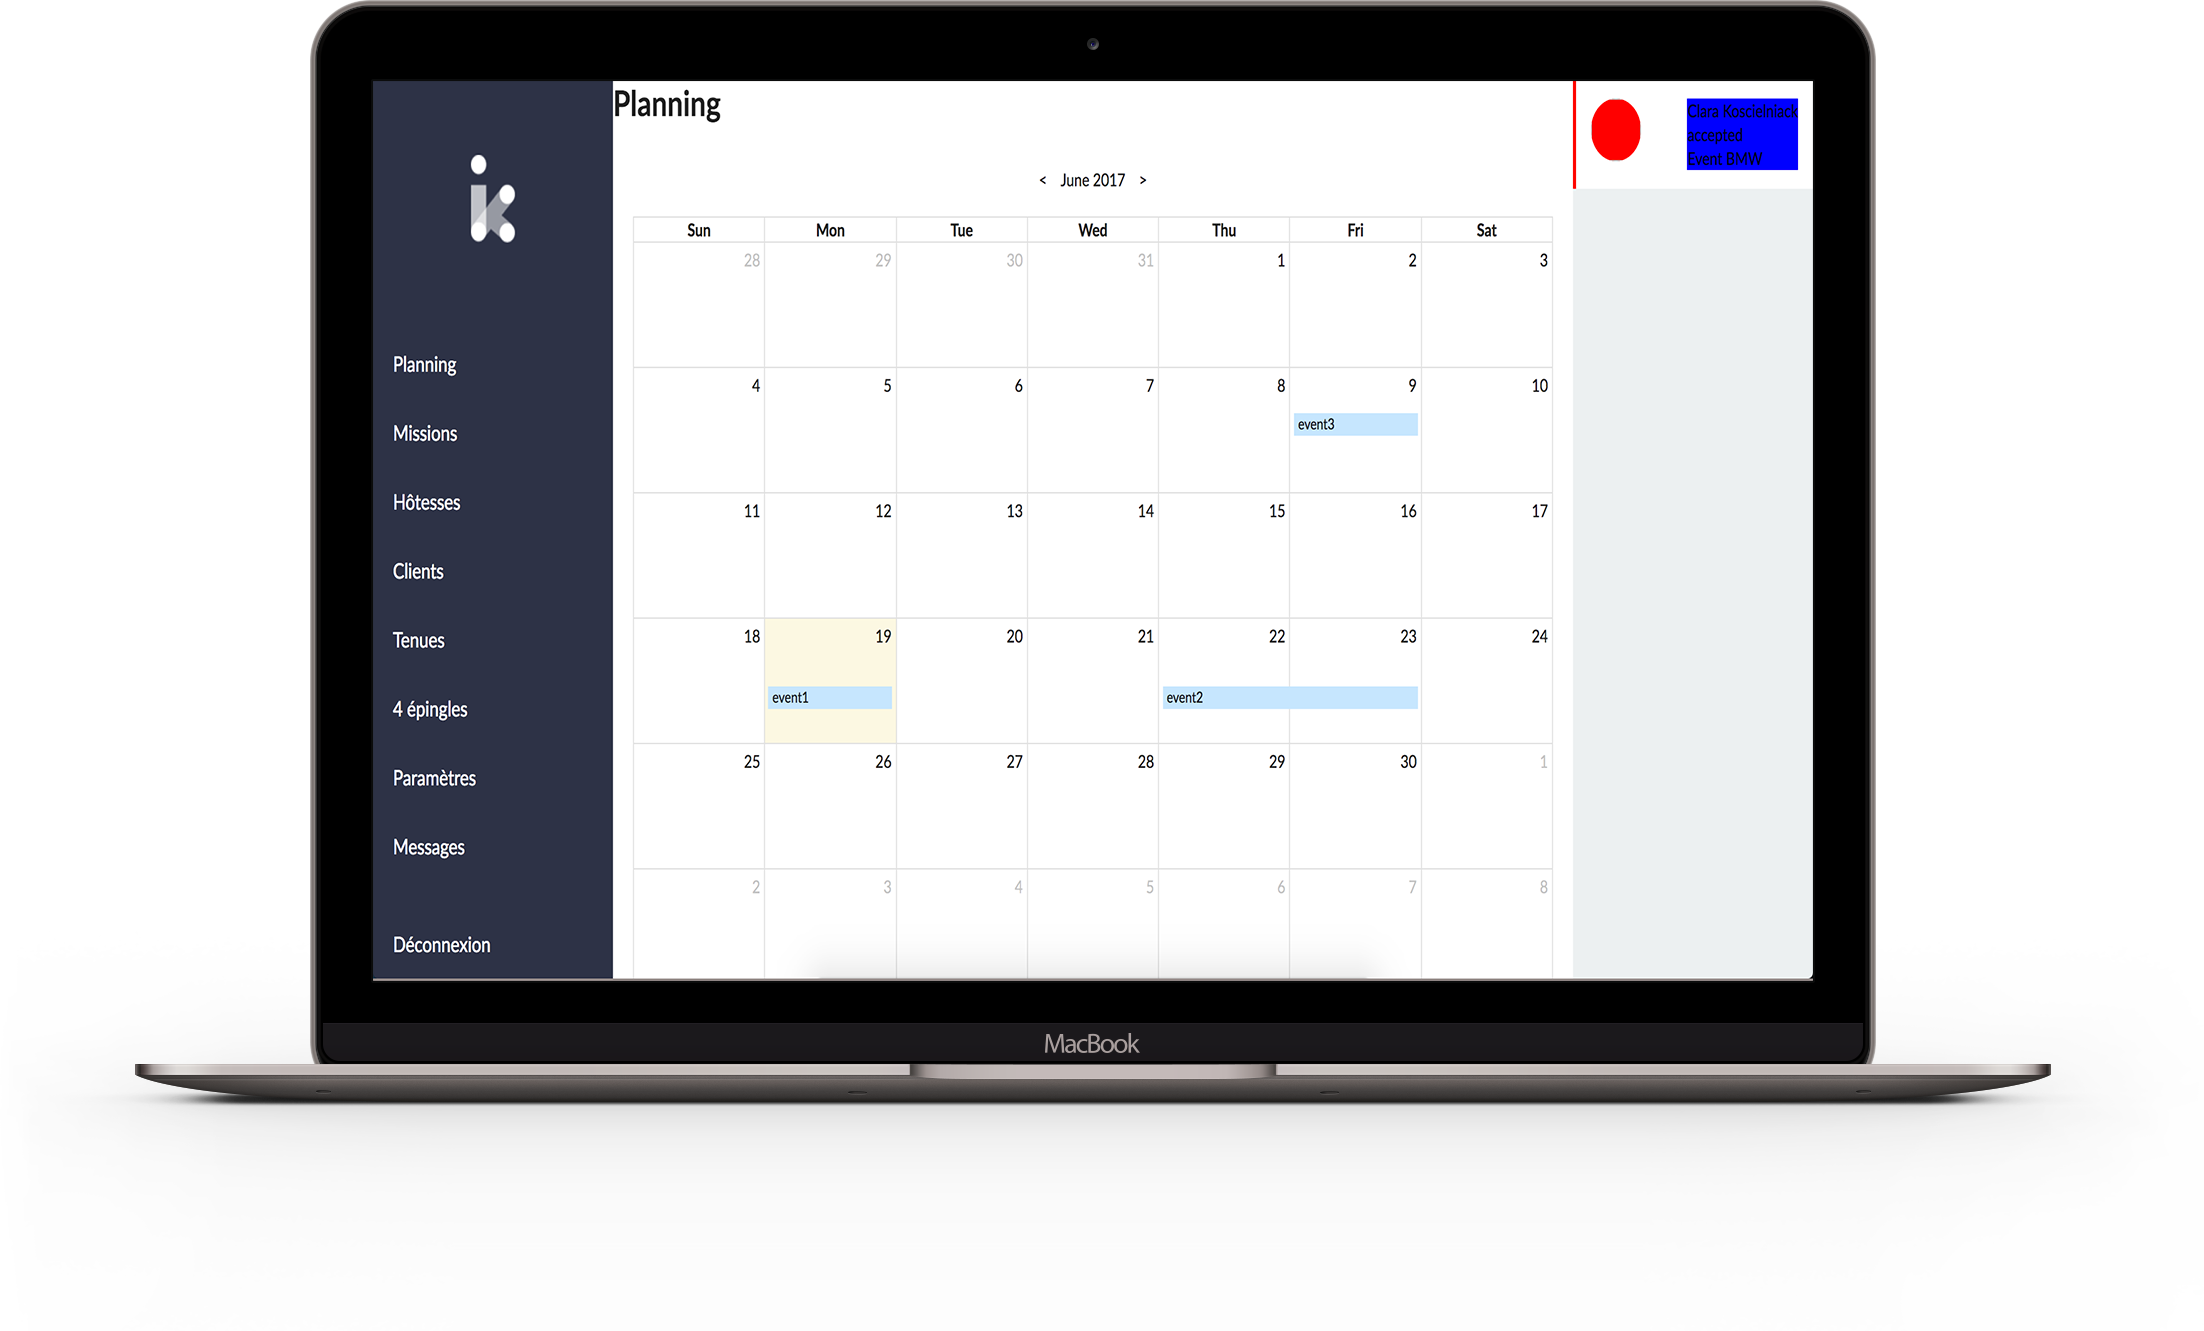 Planning
Clara Koscielniack
accepted
Event BMW
< June 2017 >
Sun Mon Tue Wed Thu Fri Sat
28 29 30 31 1 2 3
Planning
4 5 6 7 8 9 10
event3
Missions
Hôtesses
11 12 13 14 15 16 17
Clients
Tenues
18 19 20 21 22 23 24
event1 event2
4 épingles
25 26 27 28 29 30 1
Paramètres
Messages
2 3 4 5 6 7 8
Déconnexion
MacBook